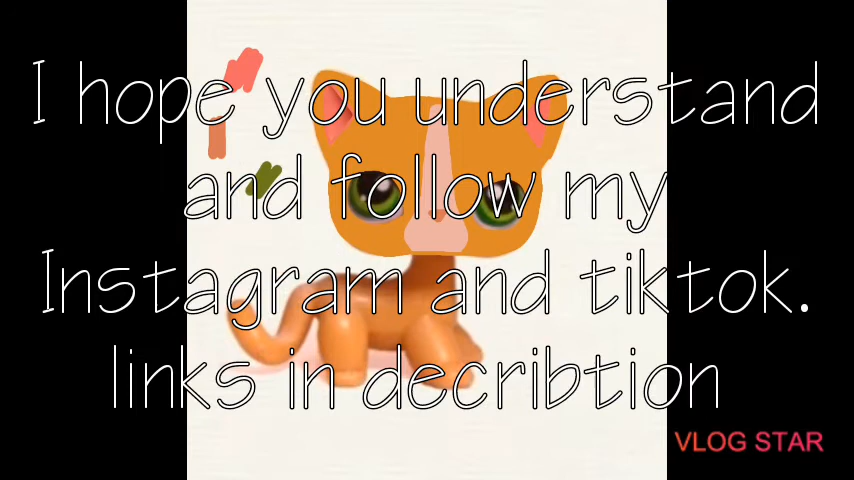 I hope you understand
and follow my
Instagram and tiktok.
links in decribtion
VLOG STAR